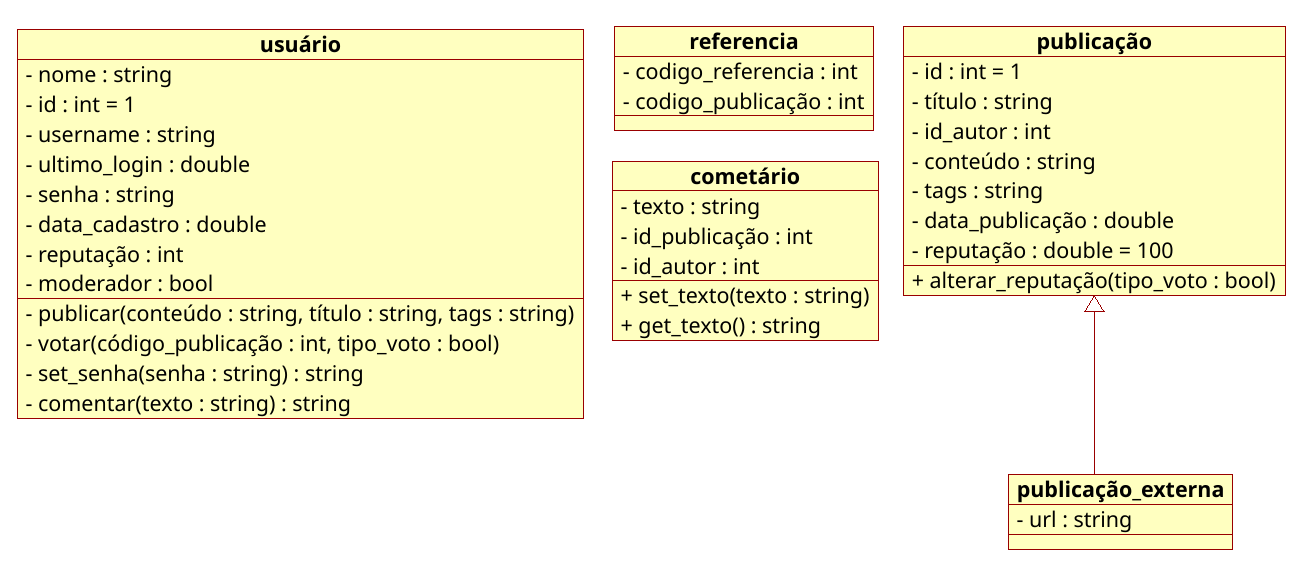 usuário
- nome : string
- id : int = 1
- username : string
- ultimo_login : double
- senha : string
- data_cadastro : double
- reputação : int
- moderador : bool
- publicar(conteúdo : string, título : string, tags : string)
- votar(código_publicação : int, tipo_voto : bool)
- set_senha(senha : string) : string
- comentar(texto : string) : string
referencia
- codigo_referencia : int
- codigo_publicação : int
cometário
- texto : string
- id_publicação : int
- id_autor : int
+ set_texto(texto : string)
+ get_texto() : string
publicação
- id : int = 1
- título : string
- id_autor : int
- conteúdo : string
- tags : string
- data_publicação : double
- reputação : double = 100
+ alterar_reputação(tipo_voto : bool)
publicação_externa
- url : string